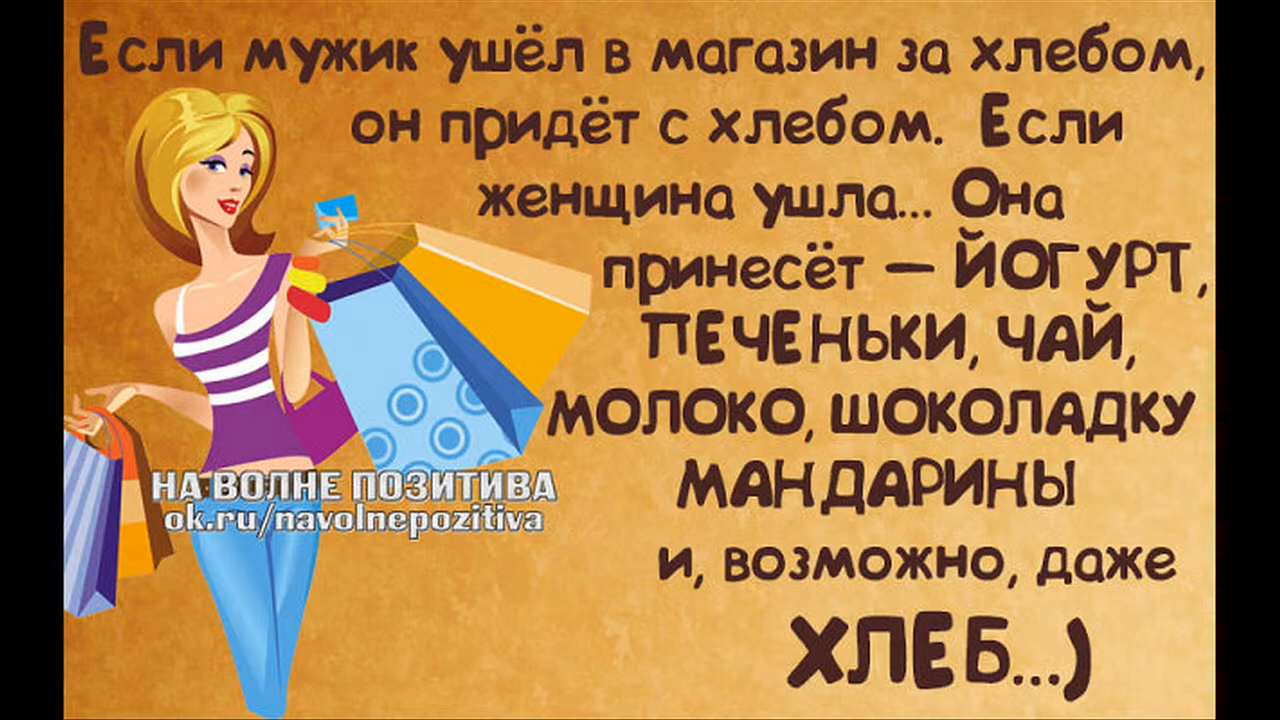 Если мужик ушёл в магазин за хлебом,
он придёт с хлебом. Если
женщина ушла... Она
принесёт – ЙОГУРТ,
ПЕЧЕНЬКИ, ЧАЙ,
МОЛОКО, ШОКОЛАДКУ
МАНДАРИНЫ
и, возможно, даже
ХЛЕБ...)
НА ВОЛНЕ ПОЗИТИВА
ok.ru/navolnepozitiva